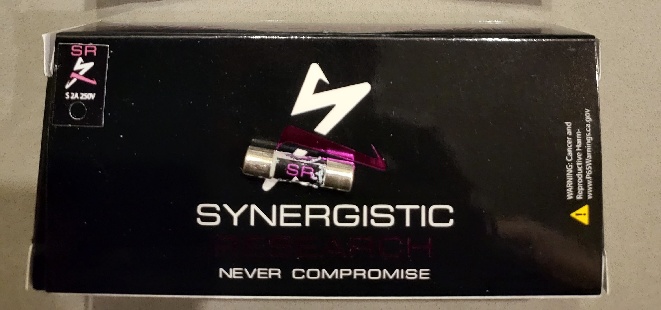 SR
S 2A 250V
SR
SYNERGISTIC
RESEARCH
NEVER COMPROMISE
WARNING: Cancer and
Reproductive Harm-
www.P65Warnings.ca.gov